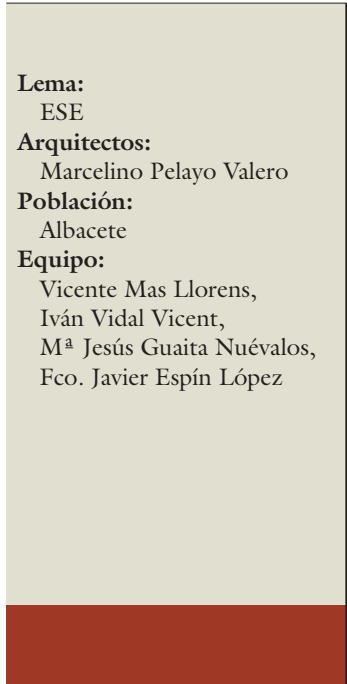 Lema:
ESE
Arquitectos:
Marcelino Pelayo Valero
Población:
Albacete
Equipo:
Vicente Mas Llorens,
Iván Vidal Vicent,
Mª Jesús Guaita Nuévalos,
Fco. Javier Espín López